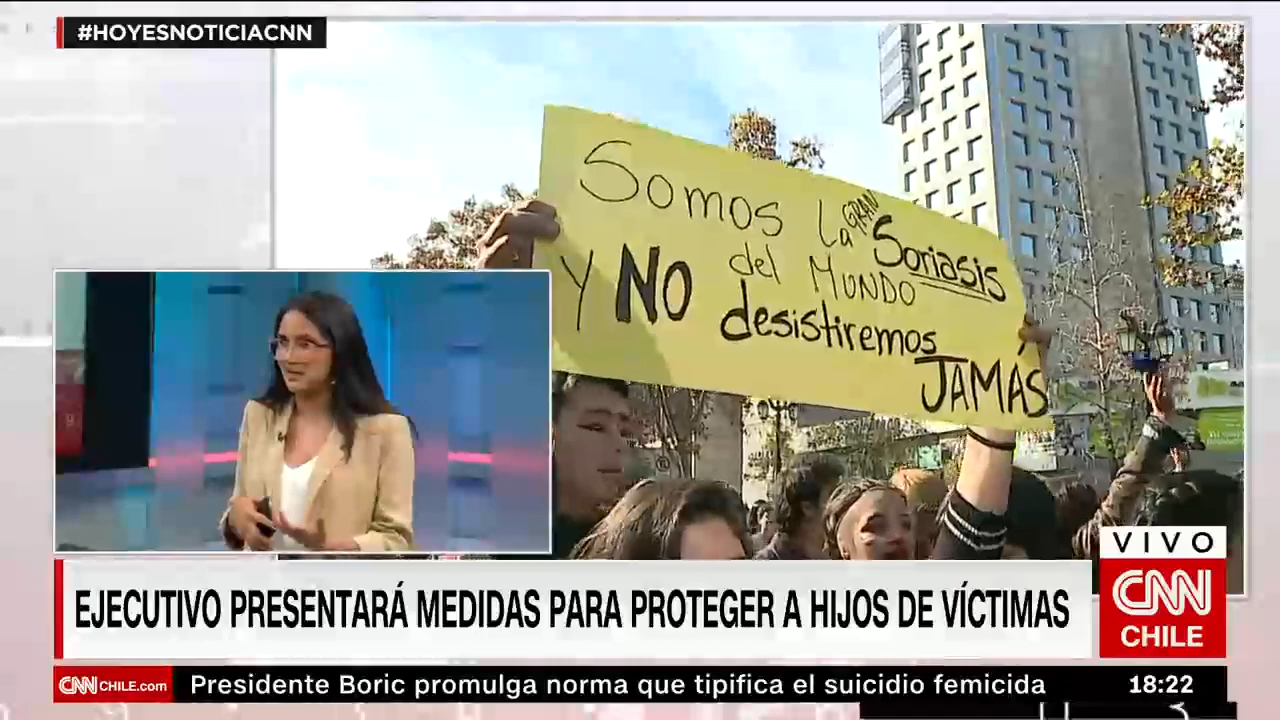 #HOYESNOTICIACNN
Somos la GRAN Soriasis
del MUNDO
Y NO desistiremos
JAMÁS
VIVO
CNN
CHILE
EJECUTIVO PRESENTARÁ MEDIDAS PARA PROTEGER A HIJOS DE VÍCTIMAS
CNNCHILE.com Presidente Boric promulga norma que tipifica el suicidio femicida 18:22